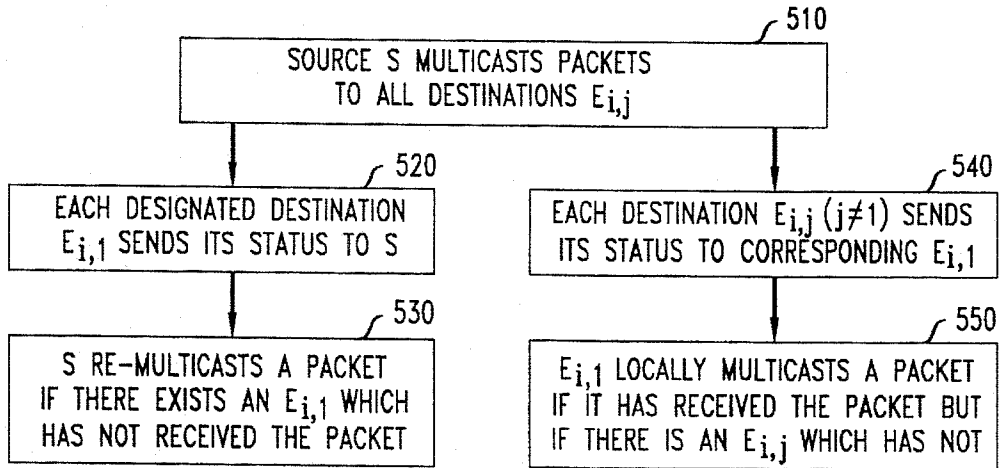 510
SOURCE S MULTICASTS PACKETS
TO ALL DESTINATIONS Ei,j
520
EACH DESIGNATED DESTINATION
Ei,1 SENDS ITS STATUS TO S
530
S RE-MULTICASTS A PACKET
IF THERE EXISTS AN Ei,1 WHICH
HAS NOT RECEIVED THE PACKET
540
EACH DESTINATION Ei,j (j≠1) SENDS
ITS STATUS TO CORRESPONDING Ei,1
550
Ei,1 LOCALLY MULTICASTS A PACKET
IF IT HAS RECEIVED THE PACKET BUT
IF THERE IS AN Ei,j WHICH HAS NOT